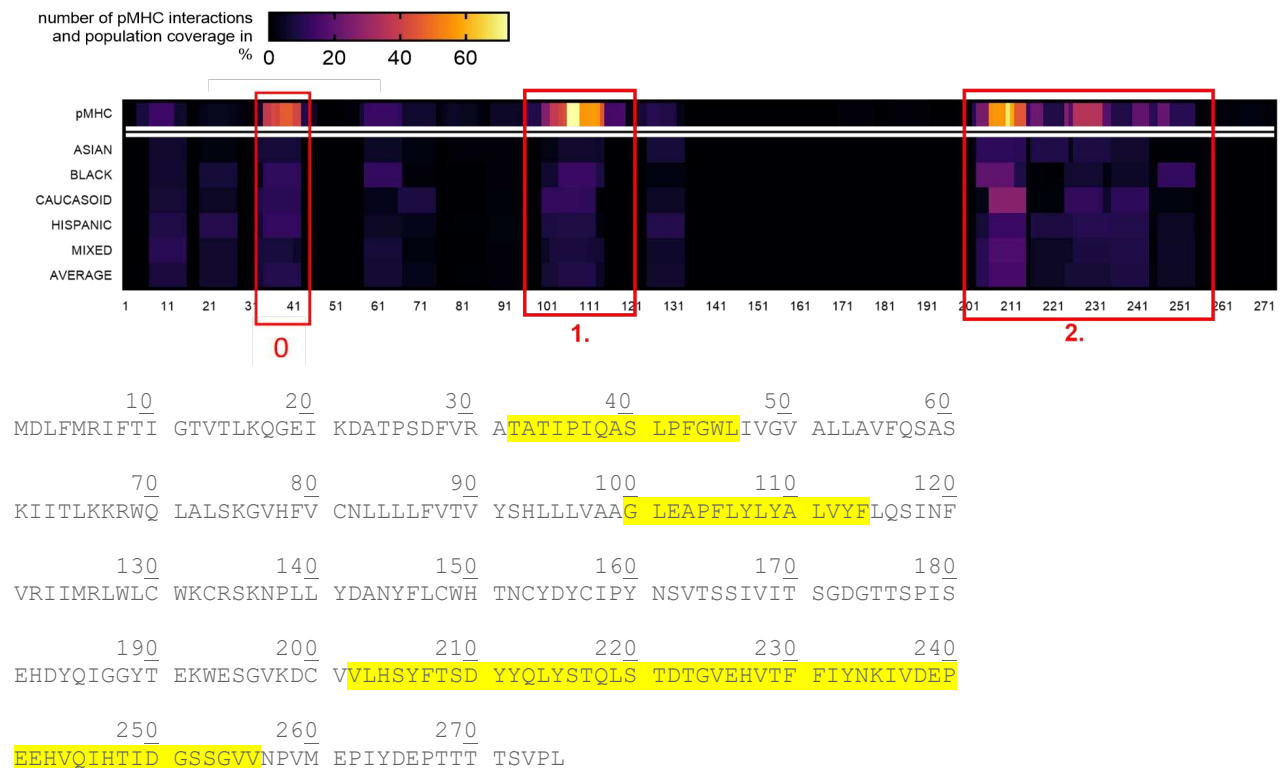 number of pMHC interactions
and population coverage in
% 0 20 40 60
pMHC
ASIAN
BLACK
CAUCASOID
HISPANIC
MIXED
AVERAGE
1 11 21 31 41 51 61 71 81 91 101 111 121 131 141 151 161 171 181 191 201 211 221 231 241 251 261 271
0 1. 2.
10 20 30 40 50 60
MDLFMRIFTI GTVTLKQGEI KDATPSDFVR ATATIPIQAS LPFGWLIVGV ALLAVFQSAS
70 80 90 100 110 120
KIITLKKRWQ LALSKGVHFV CNLLLLFVTV YSHLLLVAAG LEAPFLYLYA LVYFLQSINF
130 140 150 160 170 180
VRIIMRLWLC WKCRSKNPLL YDANYFLCWH TNCYDYCIPY NSVTSSIVIT SGDGTTSPIS
190 200 210 220 230 240
EHDYQIGGYT EKWESGVKDC VVLHSYFTSD YYQLYSTQLS TDTGVEHVTF FIYNKIVDEP
250 260 270
EEHVQIHTID GSSGVVNPVM EPIYDEPTTT TSVPL